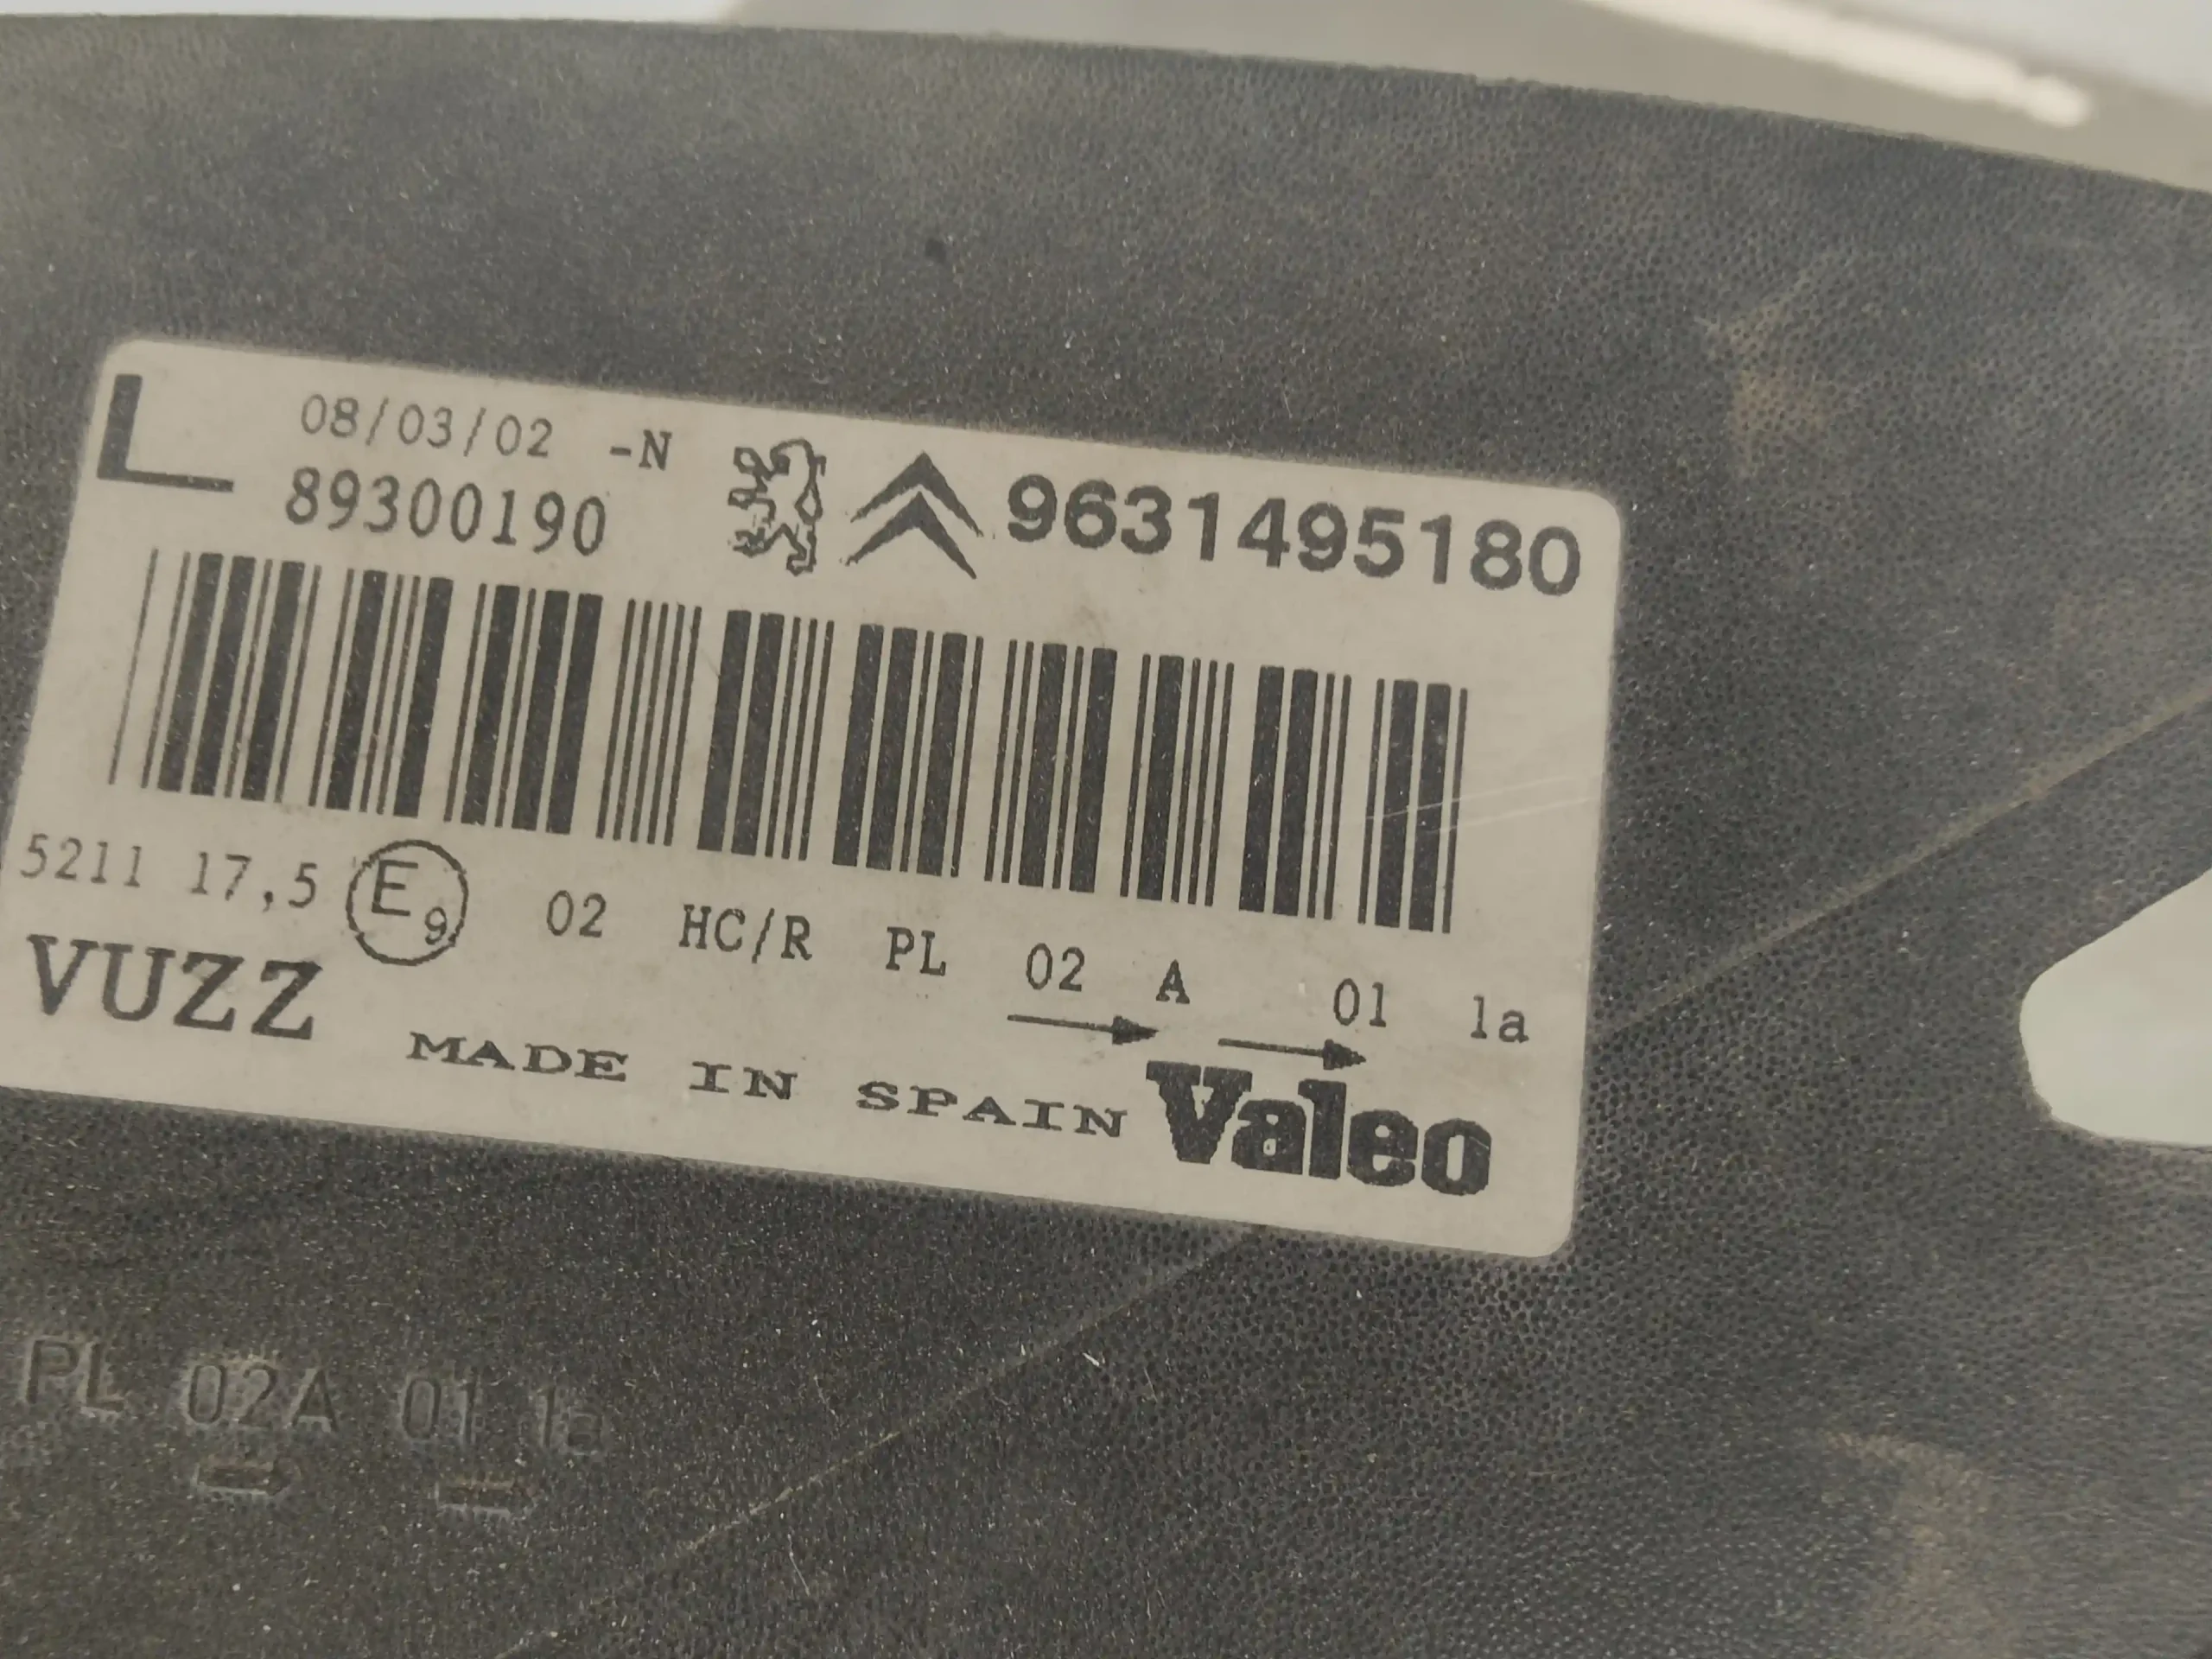 L
08/03/02 -N
89300190
9631495180
5211 17,5 E9 02 HC/R PL 02 A 01 1a
VUZZ
MADE IN SPAIN
Valeo
PL 02A 01 1a